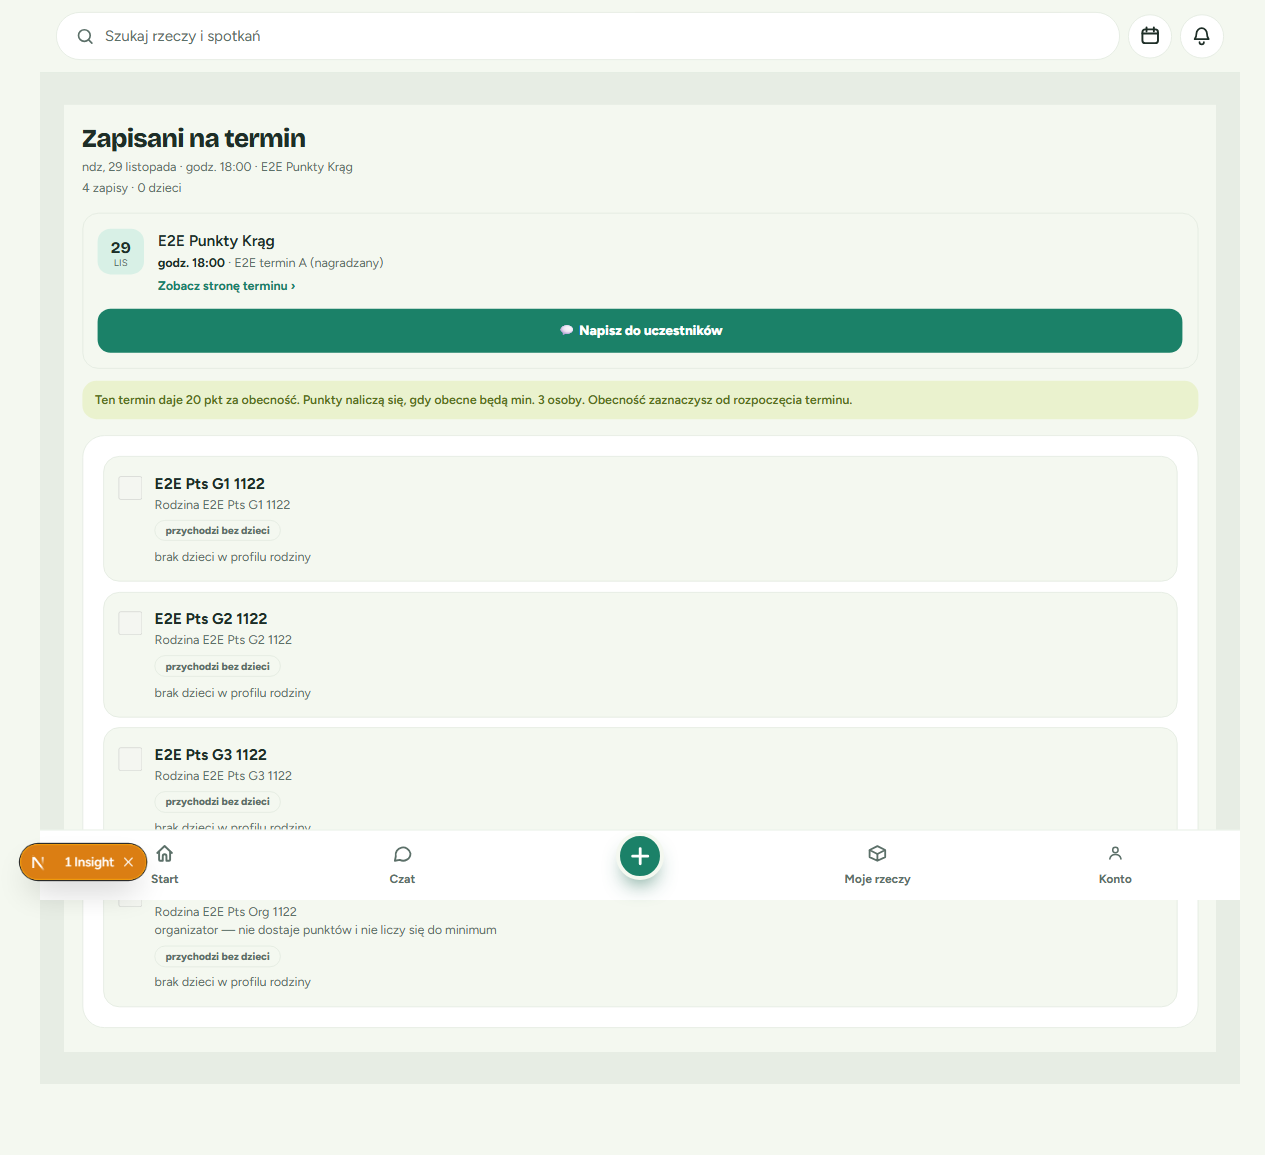 Szukaj rzeczy i spotkań
Zapisani na termin
ndz, 29 listopada · godz. 18:00 · E2E Punkty Krąg
4 zapisy · 0 dzieci
29
LIS
E2E Punkty Krąg
godz. 18:00 · E2E termin A (nagradzany)
Zobacz stronę terminu ›
Napisz do uczestników
Ten termin daje 20 pkt za obecność. Punkty naliczą się, gdy obecne będą min. 3 osoby. Obecność zaznaczysz od rozpoczęcia terminu.
E2E Pts G1 1122
Rodzina E2E Pts G1 1122
przychodzi bez dzieci
brak dzieci w profilu rodziny
E2E Pts G2 1122
Rodzina E2E Pts G2 1122
przychodzi bez dzieci
brak dzieci w profilu rodziny
E2E Pts G3 1122
Rodzina E2E Pts G3 1122
przychodzi bez dzieci
brak dzieci w profilu rodziny
N 1 Insight
Start
Czat
Moje rzeczy
Konto
Rodzina E2E Pts Org 1122
organizator — nie dostaje punktów i nie liczy się do minimum
przychodzi bez dzieci
brak dzieci w profilu rodziny